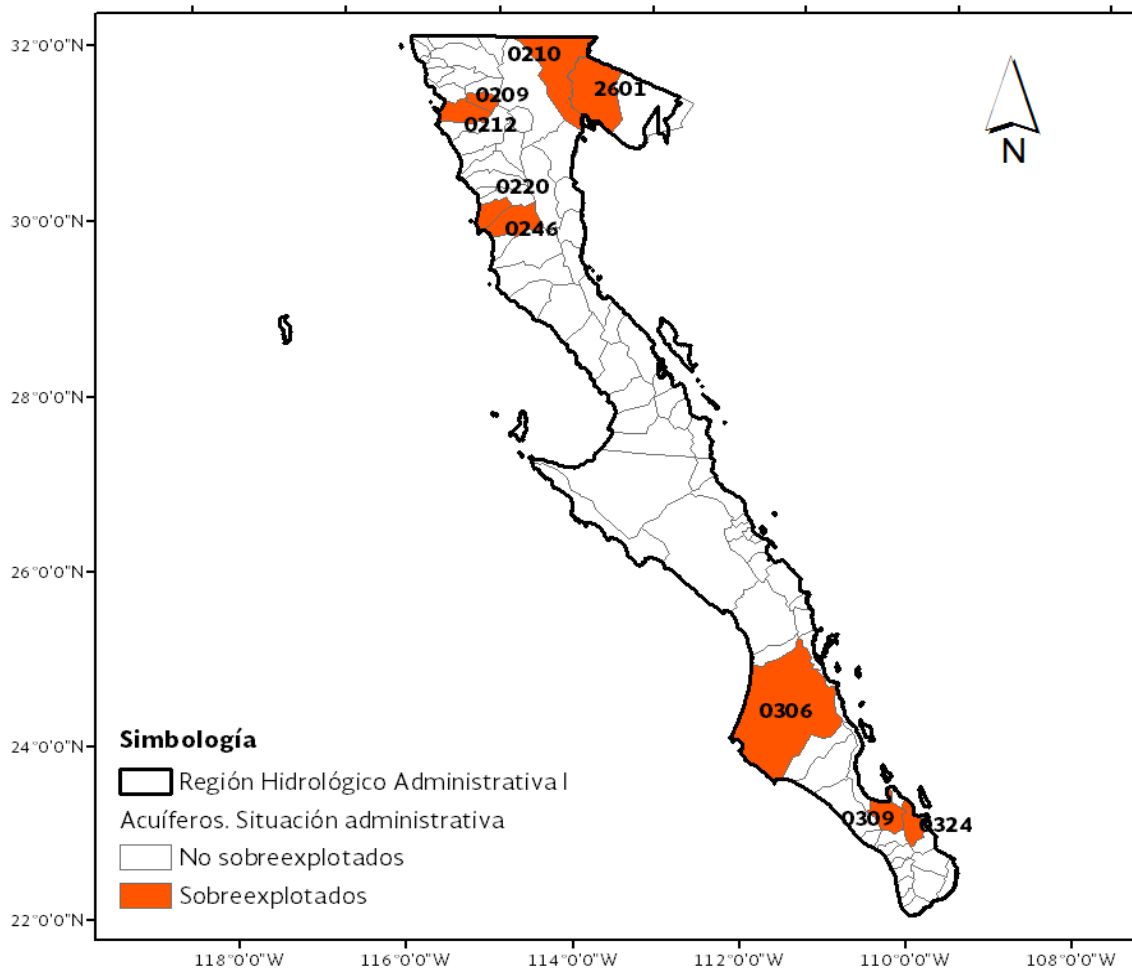 32°0'0"N
30°0'0"N
28°0'0"N
26°0'0"N
24°0'0"N
22°0'0"N
0210
2601
0209
0212
0220
0246
0306
0309
0324
N
Simbología
Región Hidrológico Administrativa I
Acuíferos. Situación administrativa
No sobreexplotados
Sobreexplotados
118°0'0"W 116°0'0"W 114°0'0"W 112°0'0"W 110°0'0"W 108°0'0"W